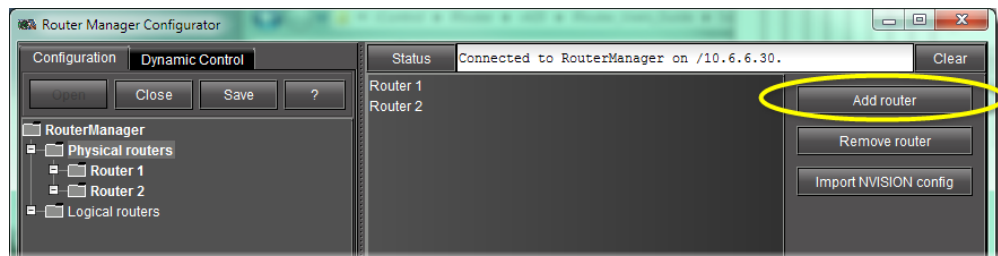 Router Manager Configurator
Configuration Dynamic Control
Status Connected to RouterManager on /10.6.6.30. Clear
Open Close Save ?
Router 1
Router 2
Add router
Remove router
Import NVISION config
RouterManager
Physical routers
Router 1
Router 2
Logical routers